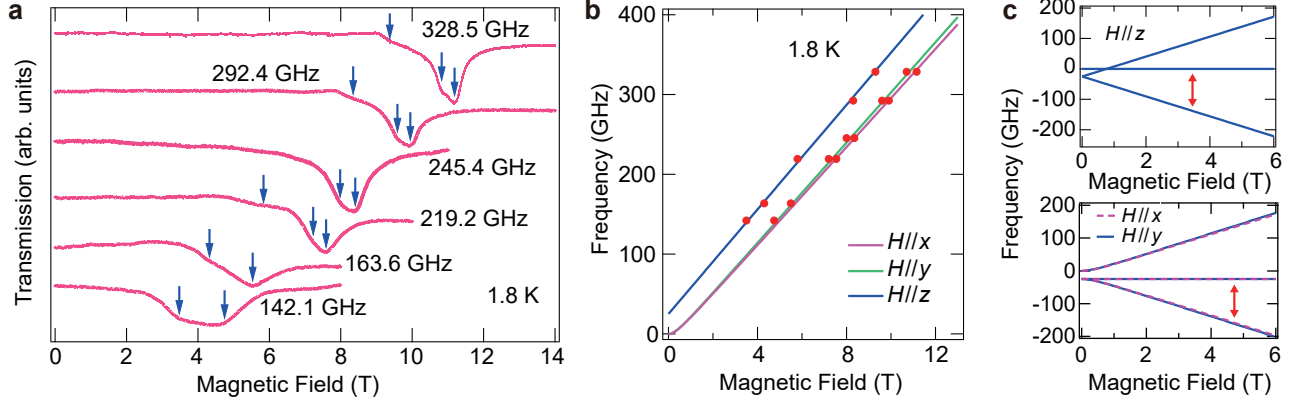 a
328.5 GHz
292.4 GHz
245.4 GHz
219.2 GHz
163.6 GHz
142.1 GHz
1.8 K
Transmission (arb. units)
0 2 4 6 8 10 12 14
Magnetic Field (T)
b
400
300
200
100
0
1.8 K
H//x
H//y
H//z
Frequency (GHz)
0 4 8 12
Magnetic Field (T)
c
200
100
0
-100
-200
H//z
0 2 4 6
Magnetic Field (T)
Frequency (GHz)
200
100
0
-100
-200
H//x
H//y
0 2 4 6
Magnetic Field (T)